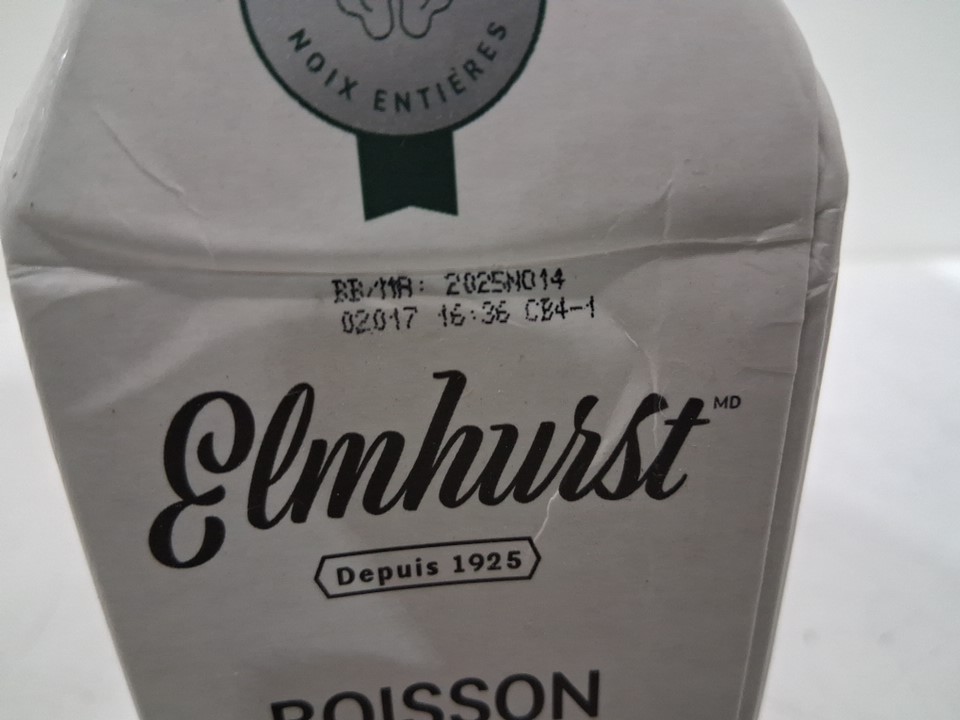 NOIX ENTIÈRES
BB/MA: 2025NO14
02017 16:36 CB4-1
Elmhurst MD
Depuis 1925
BOISSON